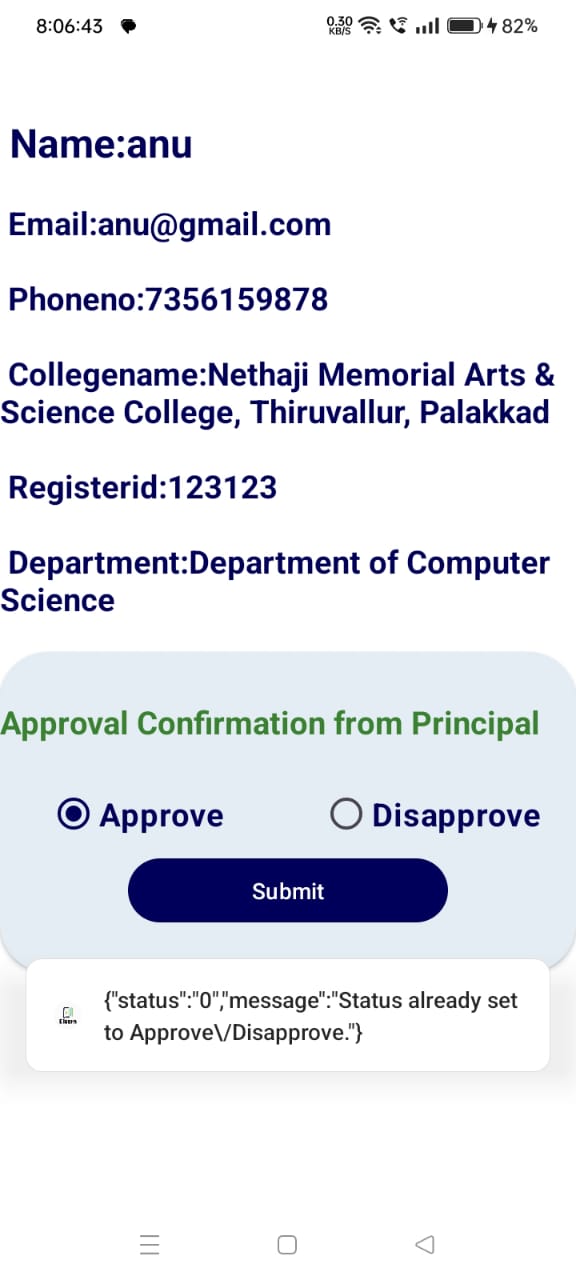 8:06:43 0.30 KB/S 82%
Name:anu
Email:anu@gmail.com
Phoneno:7356159878
Collegename:Nethaji Memorial Arts &
Science College, Thiruvallur, Palakkad
Registerid:123123
Department:Department of Computer
Science
Approval Confirmation from Principal
Approve Disapprove
Submit
{"status":"0","message":"Status already set
to Approve\/Disapprove."}